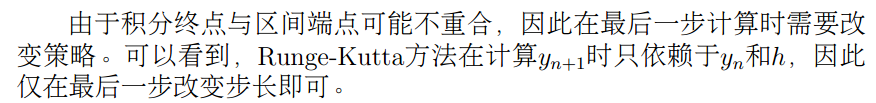 由于积分终点与区间端点可能不重合，因此在最后一步计算时需要改
变策略。可以看到，Runge-Kutta方法在计算yn+1时只依赖于yn和h，因此
仅在最后一步改变步长即可。